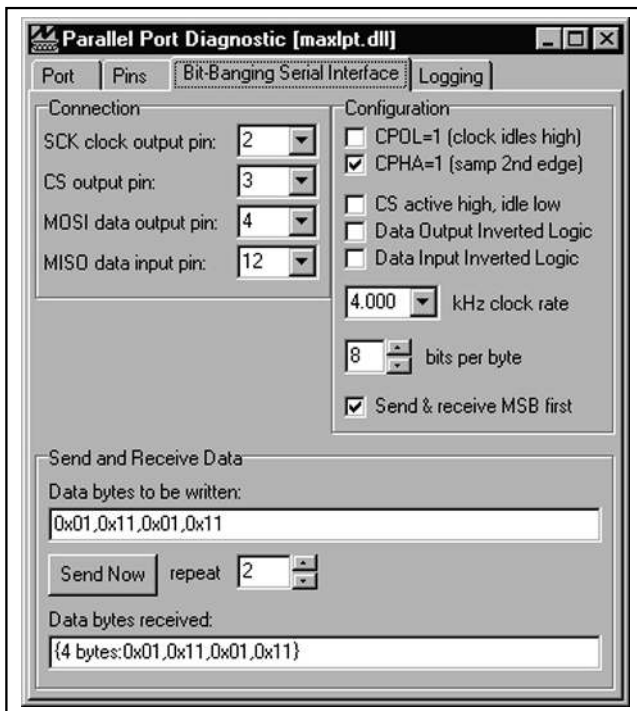 Parallel Port Diagnostic [maxlpt.dll]
Port Pins Bit-Banging Serial Interface Logging
Connection
SCK clock output pin: 2
CS output pin: 3
MOSI data output pin: 4
MISO data input pin: 12
Configuration
CPOL=1 (clock idles high)
CPHA=1 (samp 2nd edge)
CS active high, idle low
Data Output Inverted Logic
Data Input Inverted Logic
4.000 kHz clock rate
8 bits per byte
Send & receive MSB first
Send and Receive Data
Data bytes to be written:
0x01,0x11,0x01,0x11
Send Now repeat 2
Data bytes received:
{4 bytes:0x01,0x11,0x01,0x11}